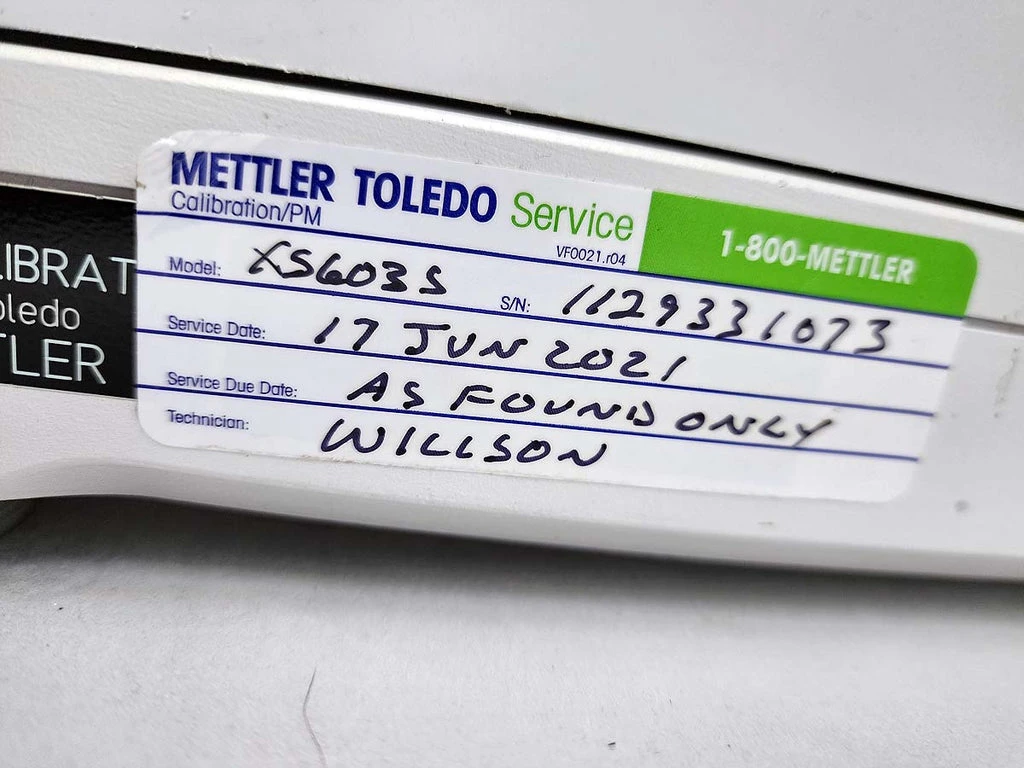 METTLER TOLEDO Service
Calibration/PM
VF0021.r04
1-800-METTLER
Model: XS603S S/N: 1129331073
Service Date: 17 JUN 2021
Service Due Date: AS FOUND ONLY
Technician: WILLSON
LIBRAT
oledo
TLER